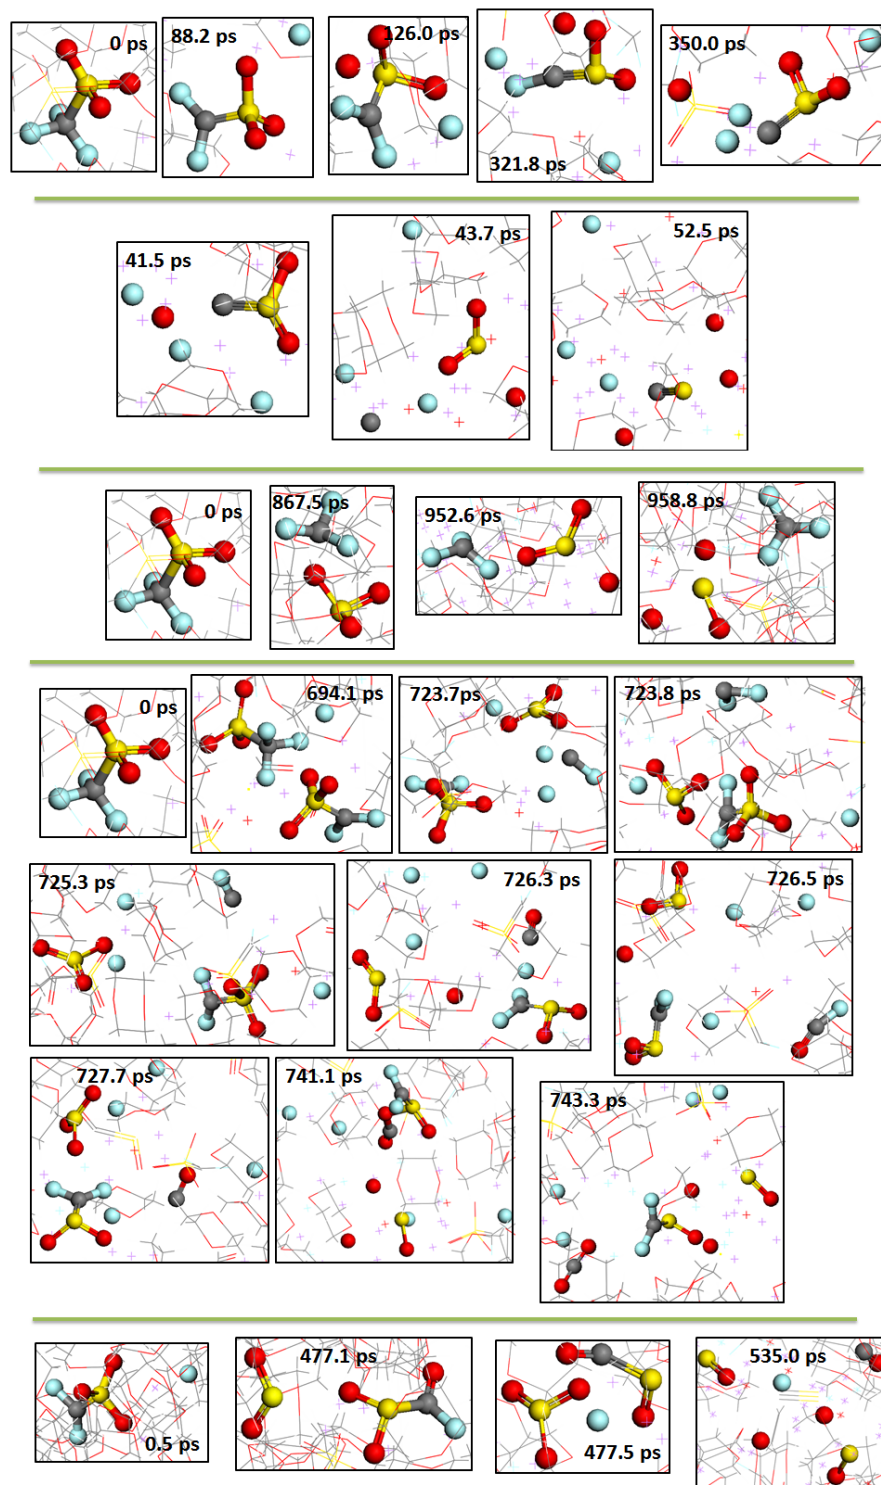 0 ps
88.2 ps
126.0 ps
321.8 ps
350.0 ps
41.5 ps
43.7 ps
52.5 ps
0 ps
867.5 ps
952.6 ps
958.8 ps
0 ps
694.1 ps
723.7ps
723.8 ps
725.3 ps
726.3 ps
726.5 ps
727.7 ps
741.1 ps
743.3 ps
0.5 ps
477.1 ps
477.5 ps
535.0 ps